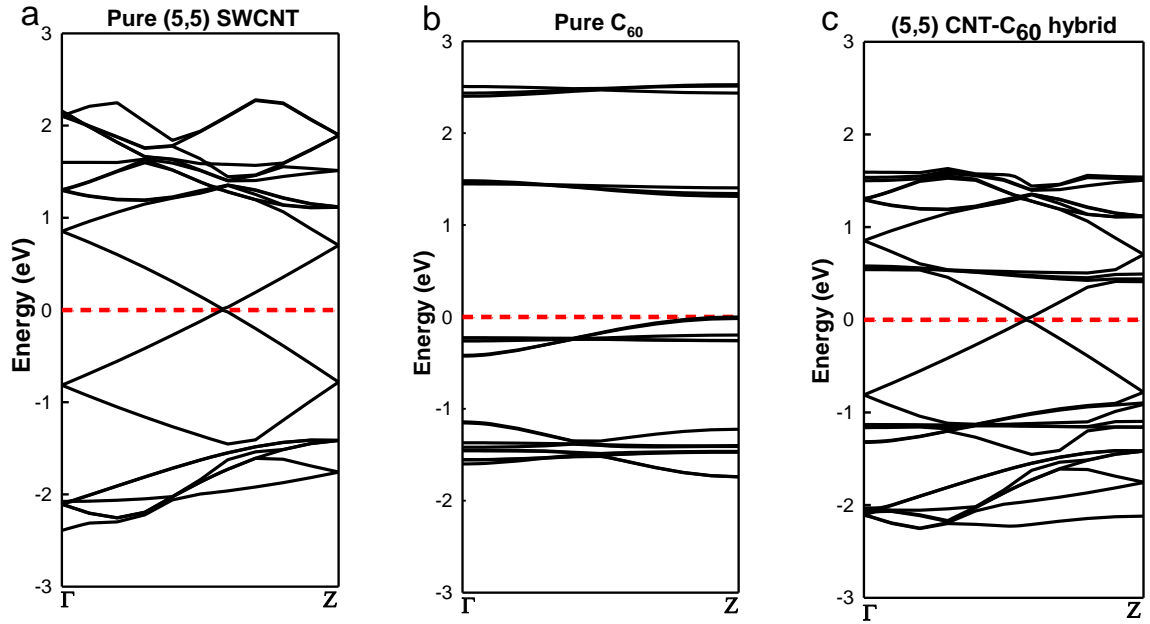 a
Pure (5,5) SWCNT
3
2
1
0
-1
-2
-3
Energy (eV)
Γ
Z
b
Pure C60
3
2
1
0
-1
-2
-3
Energy (eV)
Γ
Z
c
(5,5) CNT-C60 hybrid
3
2
1
0
-1
-2
-3
Energy (eV)
Γ
Z